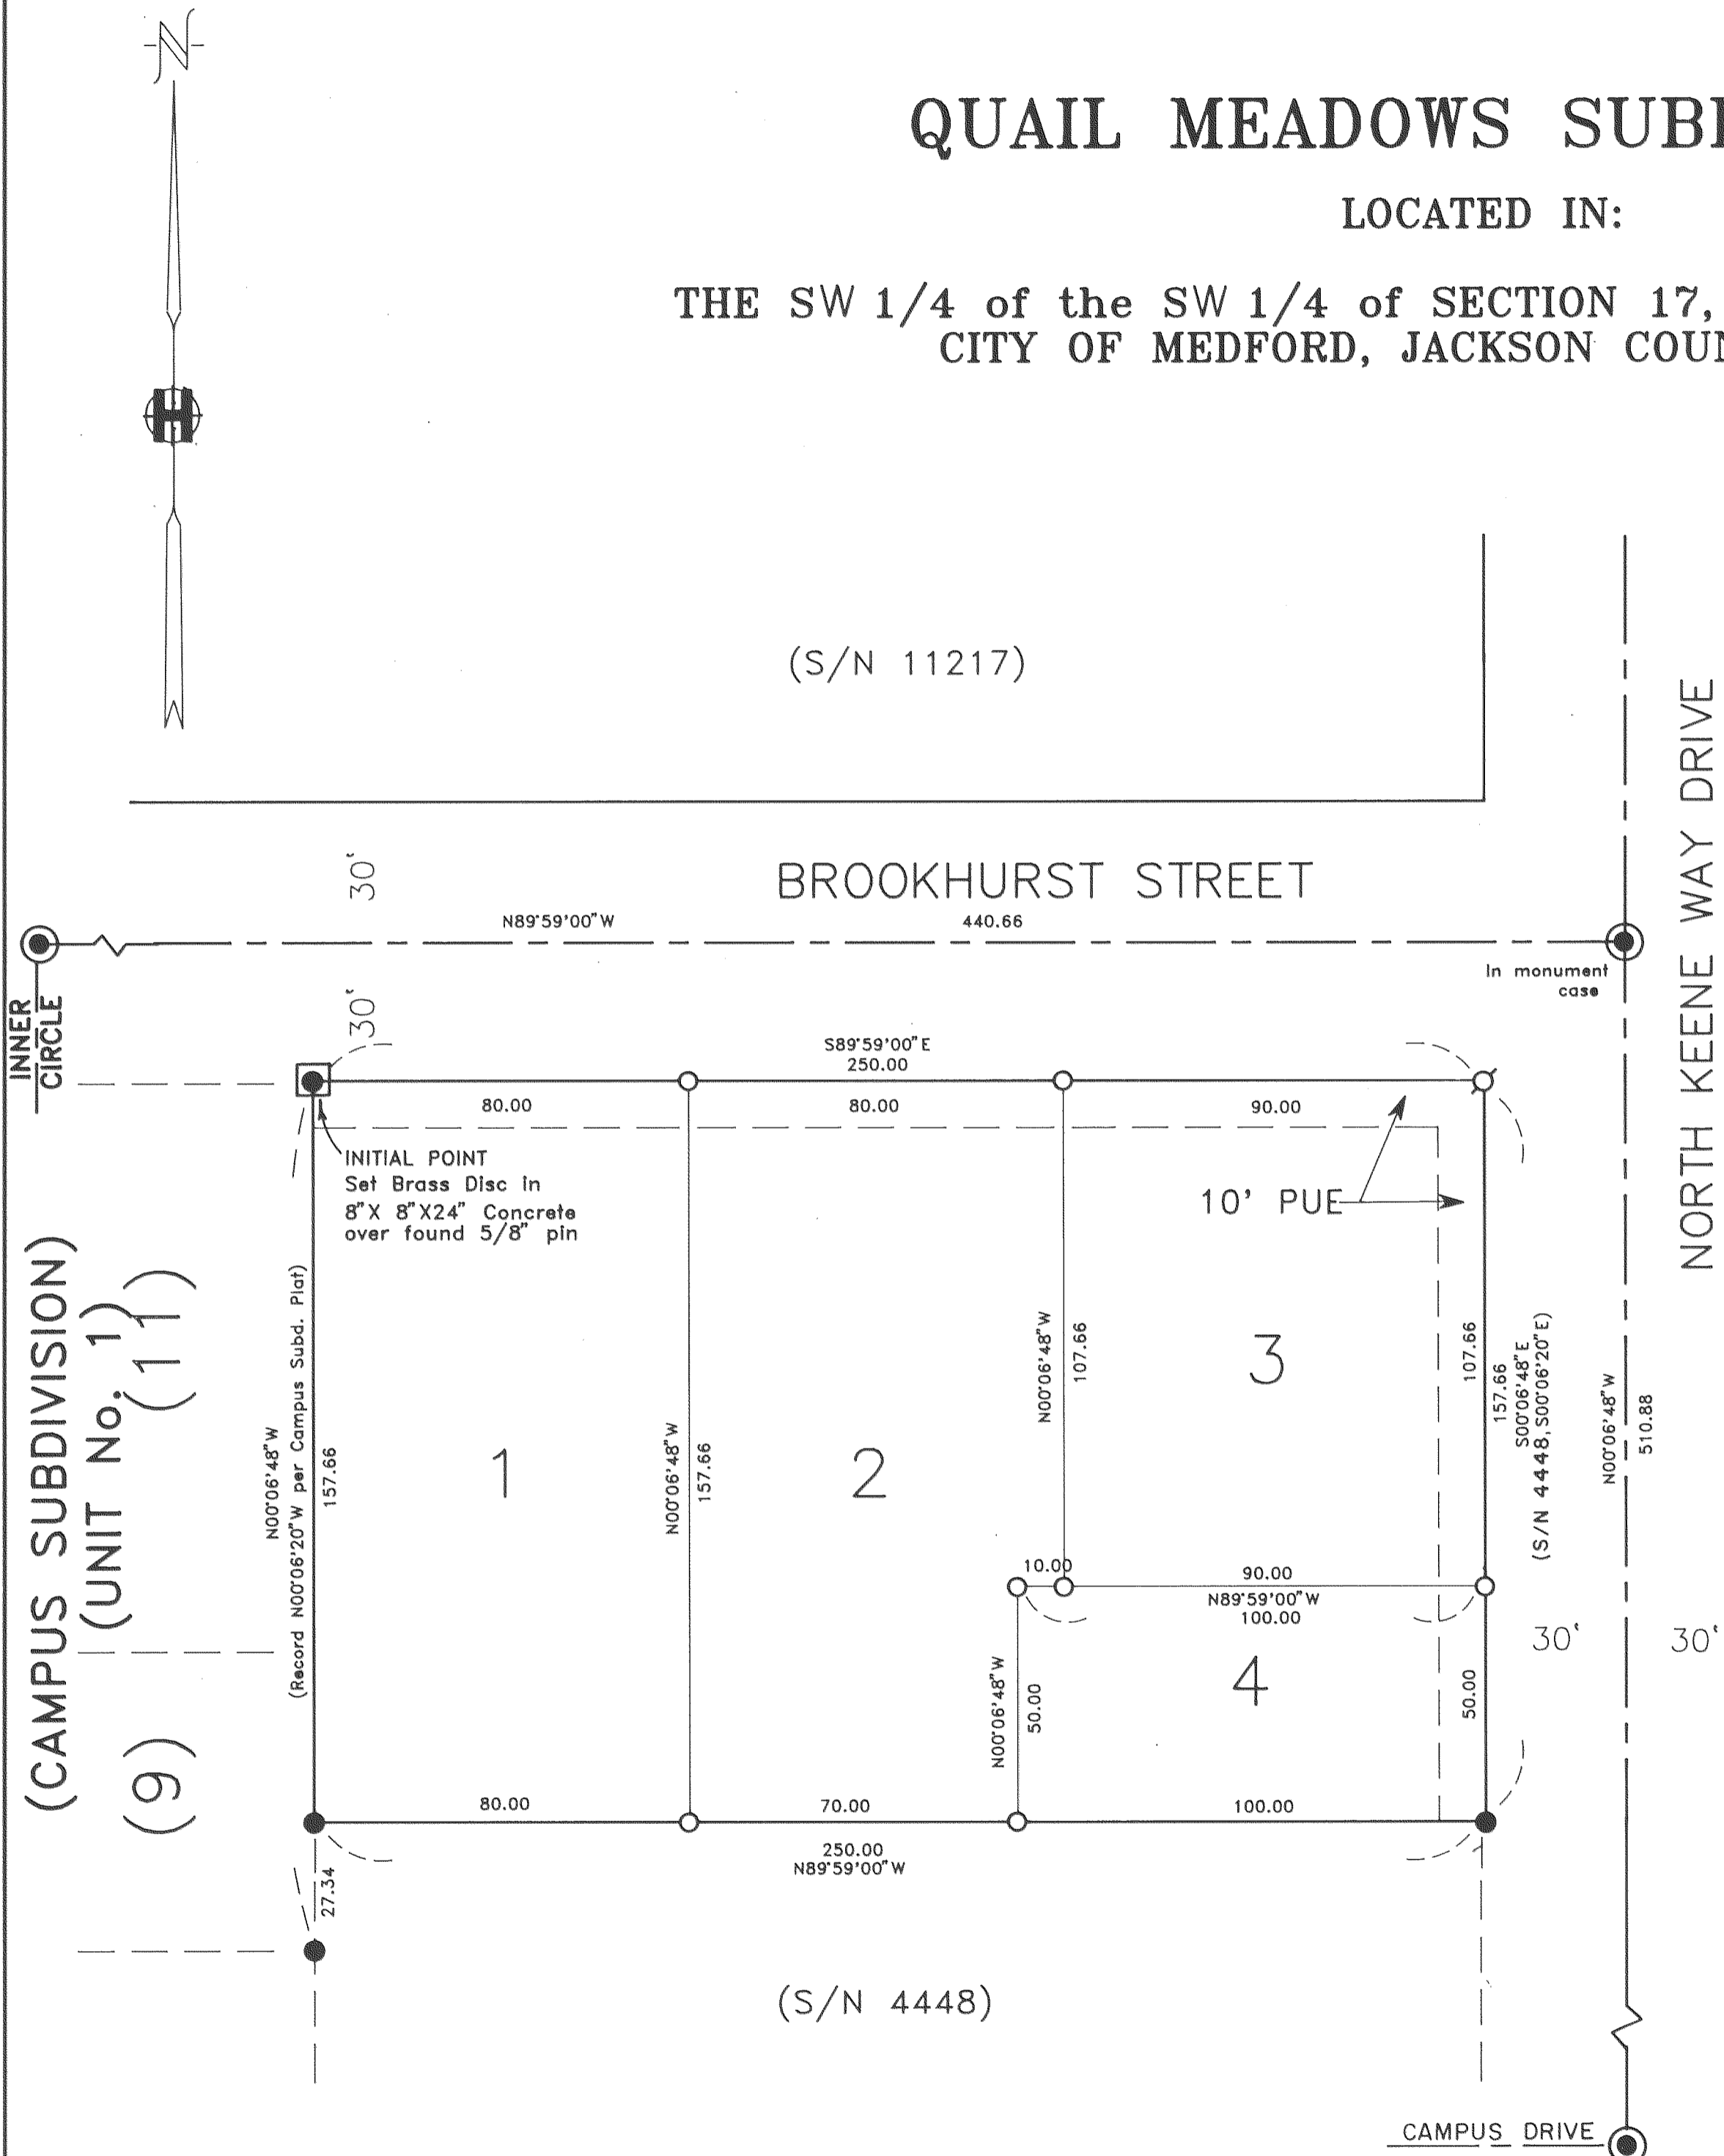 N
QUAIL MEADOWS SUBI
LOCATED IN:
THE SW 1/4 of the SW 1/4 of SECTION 17,
CITY OF MEDFORD, JACKSON COUN
H
(S/N 11217)
NORTH KEENE WAY DRIVE
30'
BROOKHURST STREET
N89°59'00"W
440.66
In monument
case
INNER
CIRCLE
30'
S89°59'00"E
250.00
80.00
80.00
90.00
INITIAL POINT
Set Brass Disc in
8"X 8"X24" Concrete
over found 5/8" pin
10' PUE
(CAMPUS SUBDIVISION)
(UNIT No. 1)
(11)
(9)
N00°06'48"W
(Record N00°06'20"W per Campus Subd. Plat)
157.66
1
N00°06'48"W
157.66
2
N00°06'48"W
107.66
3
107.66
157.66
S00°06'48"E
(S/N 4448, S00°06'20"E)
N00°06'48"W
510.88
10.00
90.00
N89°59'00"W
100.00
30'
30'
N00°06'48"W
50.00
4
50.00
80.00
70.00
100.00
250.00
N89°59'00"W
27.34
(S/N 4448)
CAMPUS DRIVE